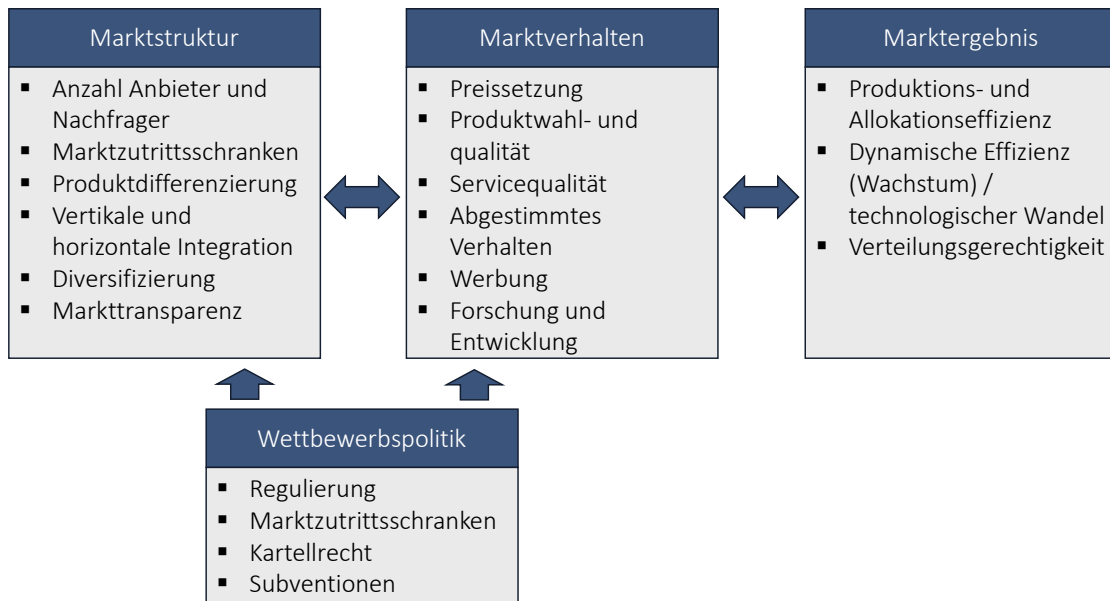 Marktstruktur
▪ Anzahl Anbieter und
Nachfrager
▪ Marktzutrittsschranken
▪ Produktdifferenzierung
▪ Vertikale und
horizontale Integration
▪ Diversifizierung
▪ Markttransparenz
Marktverhalten
▪ Preissetzung
▪ Produktwahl- und
qualität
▪ Servicequalität
▪ Abgestimmtes
Verhalten
▪ Werbung
▪ Forschung und
Entwicklung
Marktergebnis
▪ Produktions- und
Allokationseffizienz
▪ Dynamische Effizienz
(Wachstum) /
technologischer Wandel
▪ Verteilungsgerechtigkeit
Wettbewerbspolitik
▪ Regulierung
▪ Marktzutrittsschranken
▪ Kartellrecht
▪ Subventionen